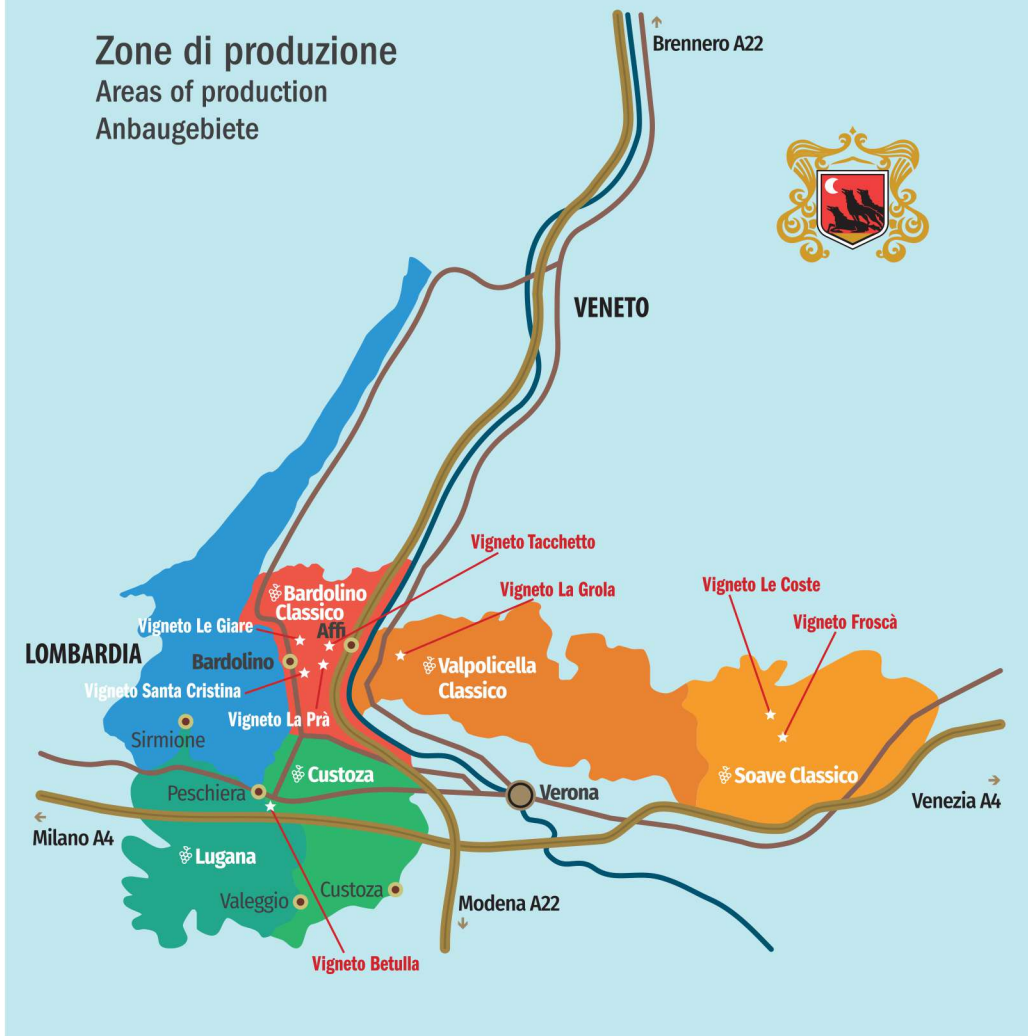 Zone di produzione
Areas of production
Anbaugebiete
Brennero A22
VENETO
Vigneto Tacchetto
Vigneto La Grola
Vigneto Le Coste
Vigneto Froscà
Bardolino
Classico
Vigneto Le Giare
Affi
LOMBARDIA
Bardolino
Valpolicella
Classico
Vigneto Santa Cristina
Vigneto La Prà
Sirmione
Custoza
Soave Classico
Peschiera
Verona
Venezia A4
Milano A4
Lugana
Valeggio
Custoza
Modena A22
Vigneto Betulla